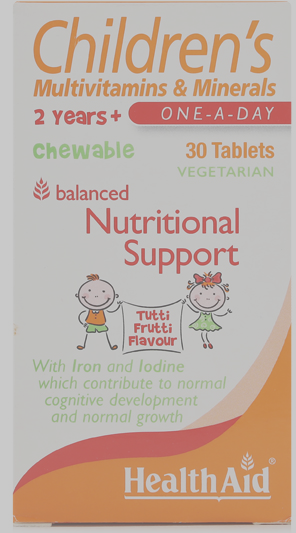 Children's
Multivitamins & Minerals
2 Years+ ONE-A-DAY
Chewable 30 Tablets
VEGETARIAN
balanced
Nutritional
Support
Tutti
Frutti
Flavour
With Iron and Iodine
which contribute to normal
cognitive development
and normal growth
HealthAid®